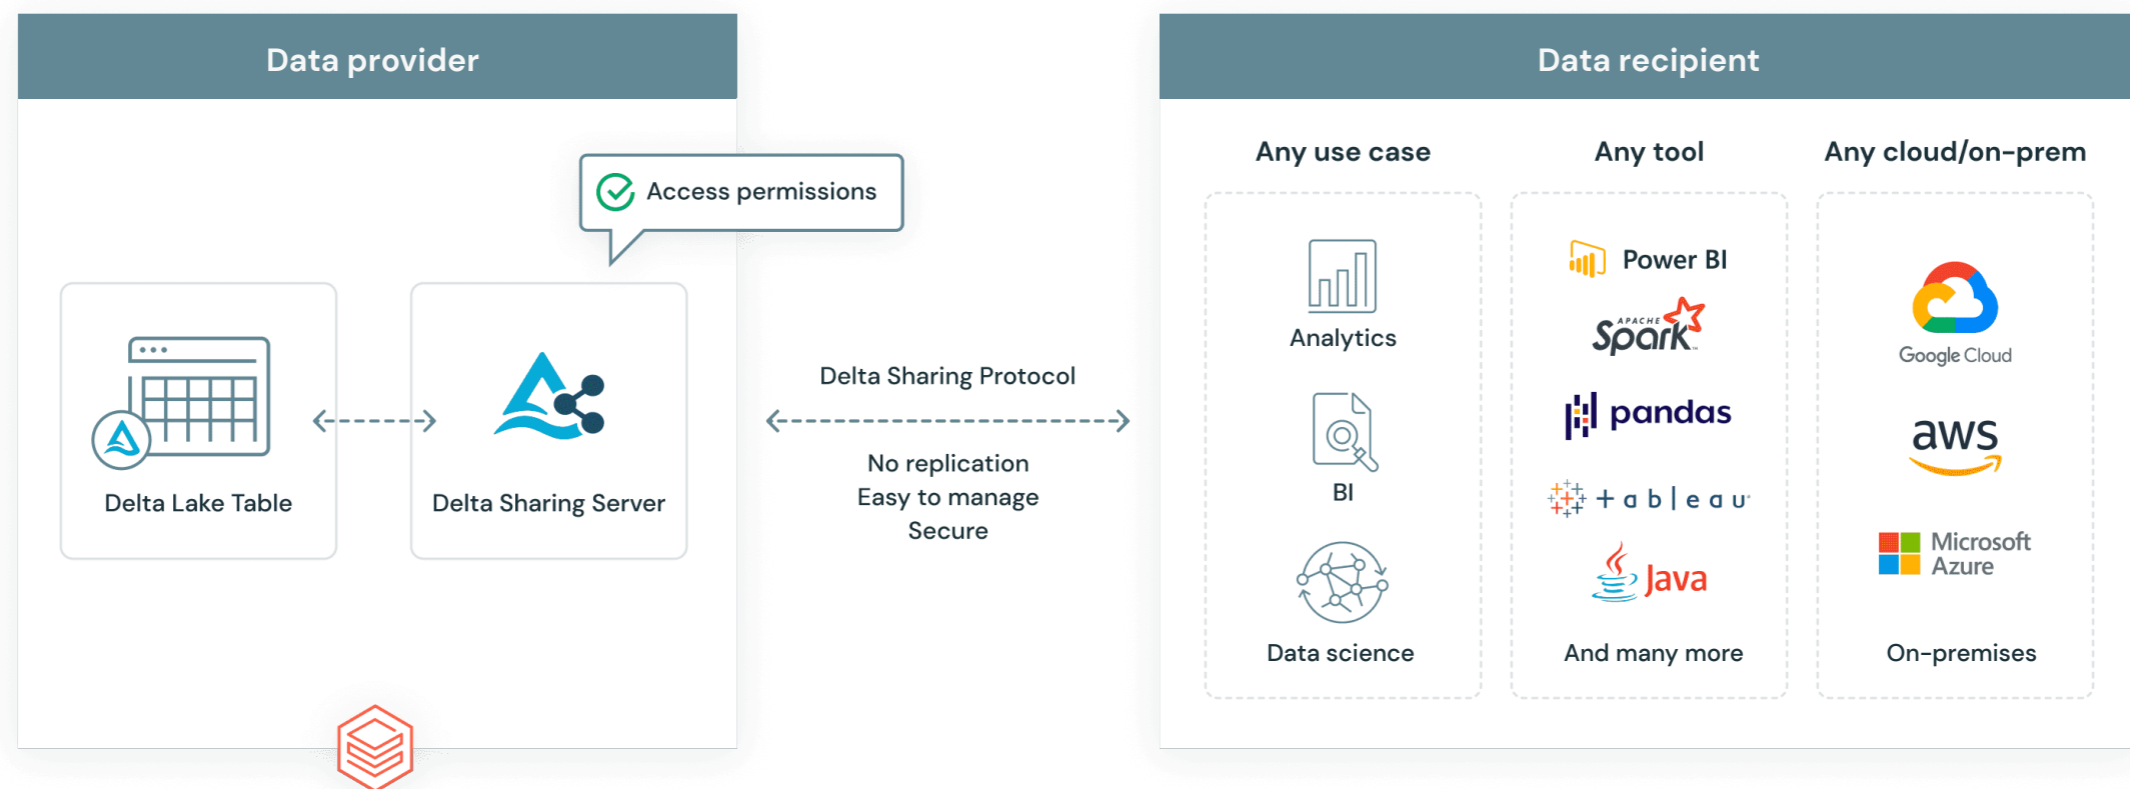 Data provider
Access permissions
Delta Lake Table
Delta Sharing Server
Delta Sharing Protocol
No replication
Easy to manage
Secure
Data recipient
Any use case
Analytics
BI
Data science
Any tool
Power BI
APACHE
Spark
pandas
+ableau
Java
And many more
Any cloud/on-prem
Google Cloud
aws
Microsoft
Azure
On-premises